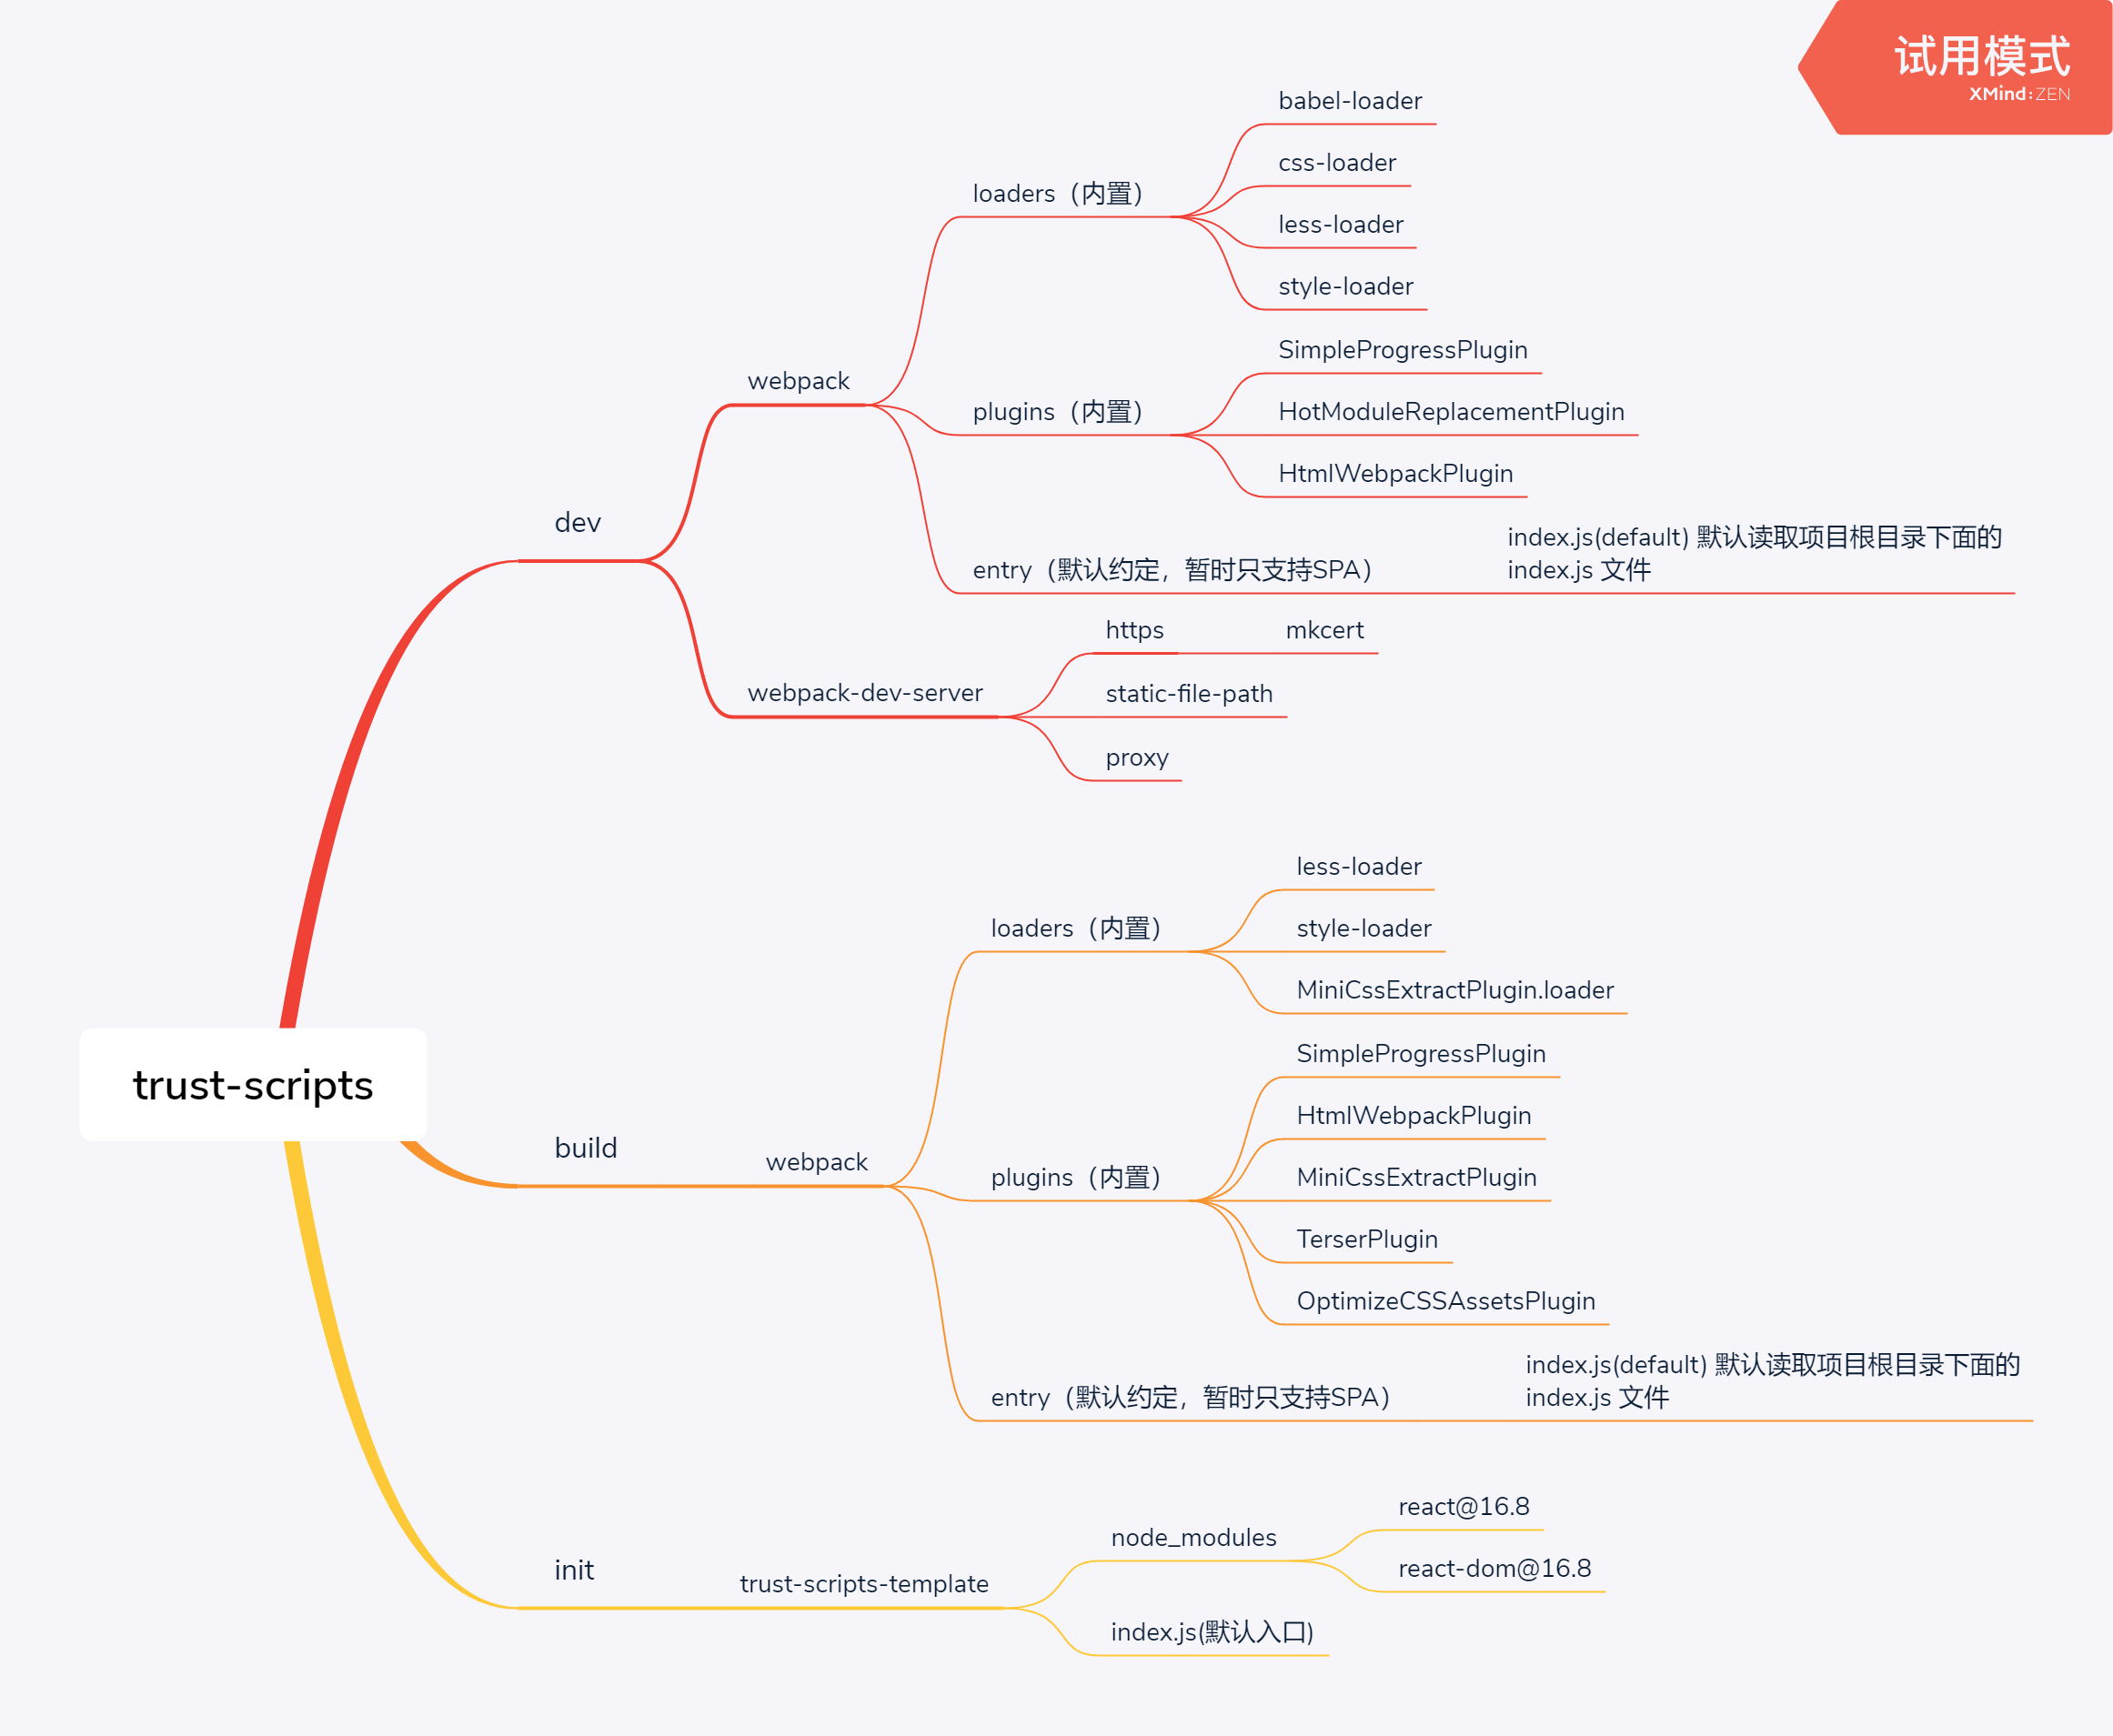 试用模式
XMind:ZEN
trust-scripts
dev
webpack
loaders（内置）
babel-loader
css-loader
less-loader
style-loader
plugins（内置）
SimpleProgressPlugin
HotModuleReplacementPlugin
HtmlWebpackPlugin
entry（默认约定，暂时只支持SPA）
index.js(default) 默认读取项目根目录下面的
index.js 文件
webpack-dev-server
https
mkcert
static-file-path
proxy
build
webpack
loaders（内置）
less-loader
style-loader
MiniCssExtractPlugin.loader
plugins（内置）
SimpleProgressPlugin
HtmlWebpackPlugin
MiniCssExtractPlugin
TerserPlugin
OptimizeCSSAssetsPlugin
entry（默认约定，暂时只支持SPA）
index.js(default) 默认读取项目根目录下面的
index.js 文件
init
trust-scripts-template
node_modules
react@16.8
react-dom@16.8
index.js(默认入口)